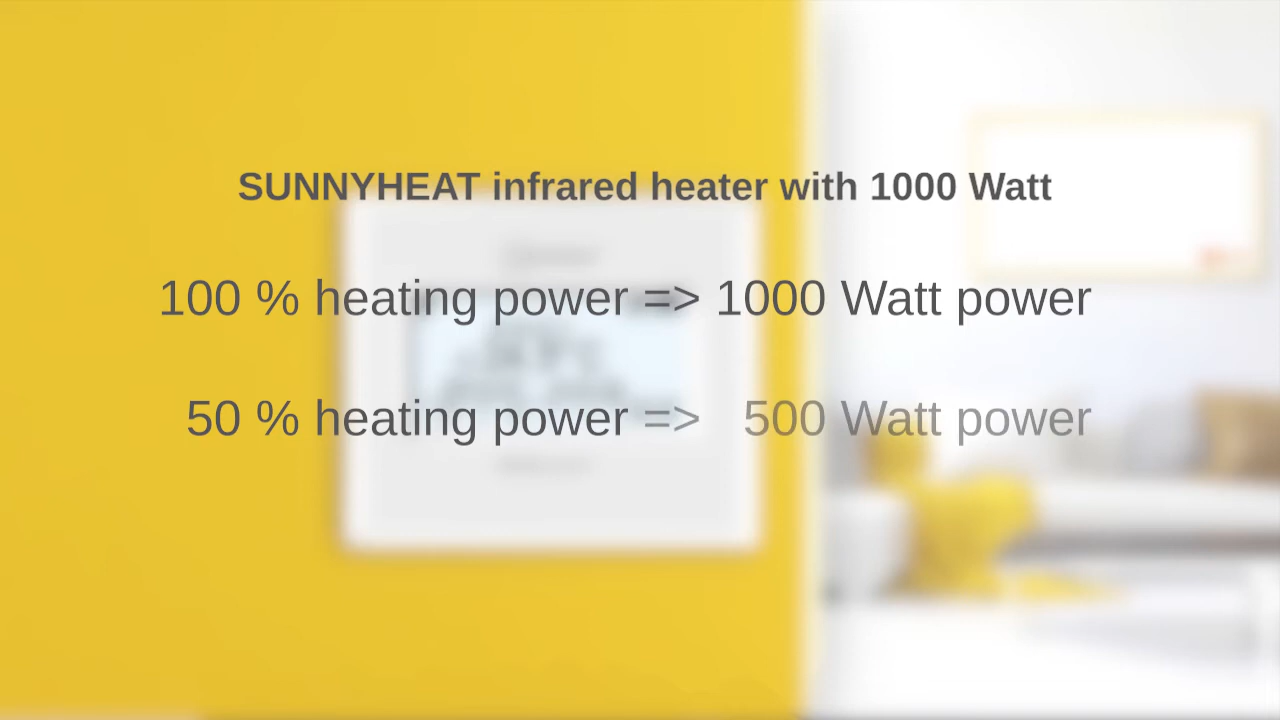 SUNNYHEAT infrared heater with 1000 Watt
100 % heating power => 1000 Watt power
50 % heating power => 500 Watt power